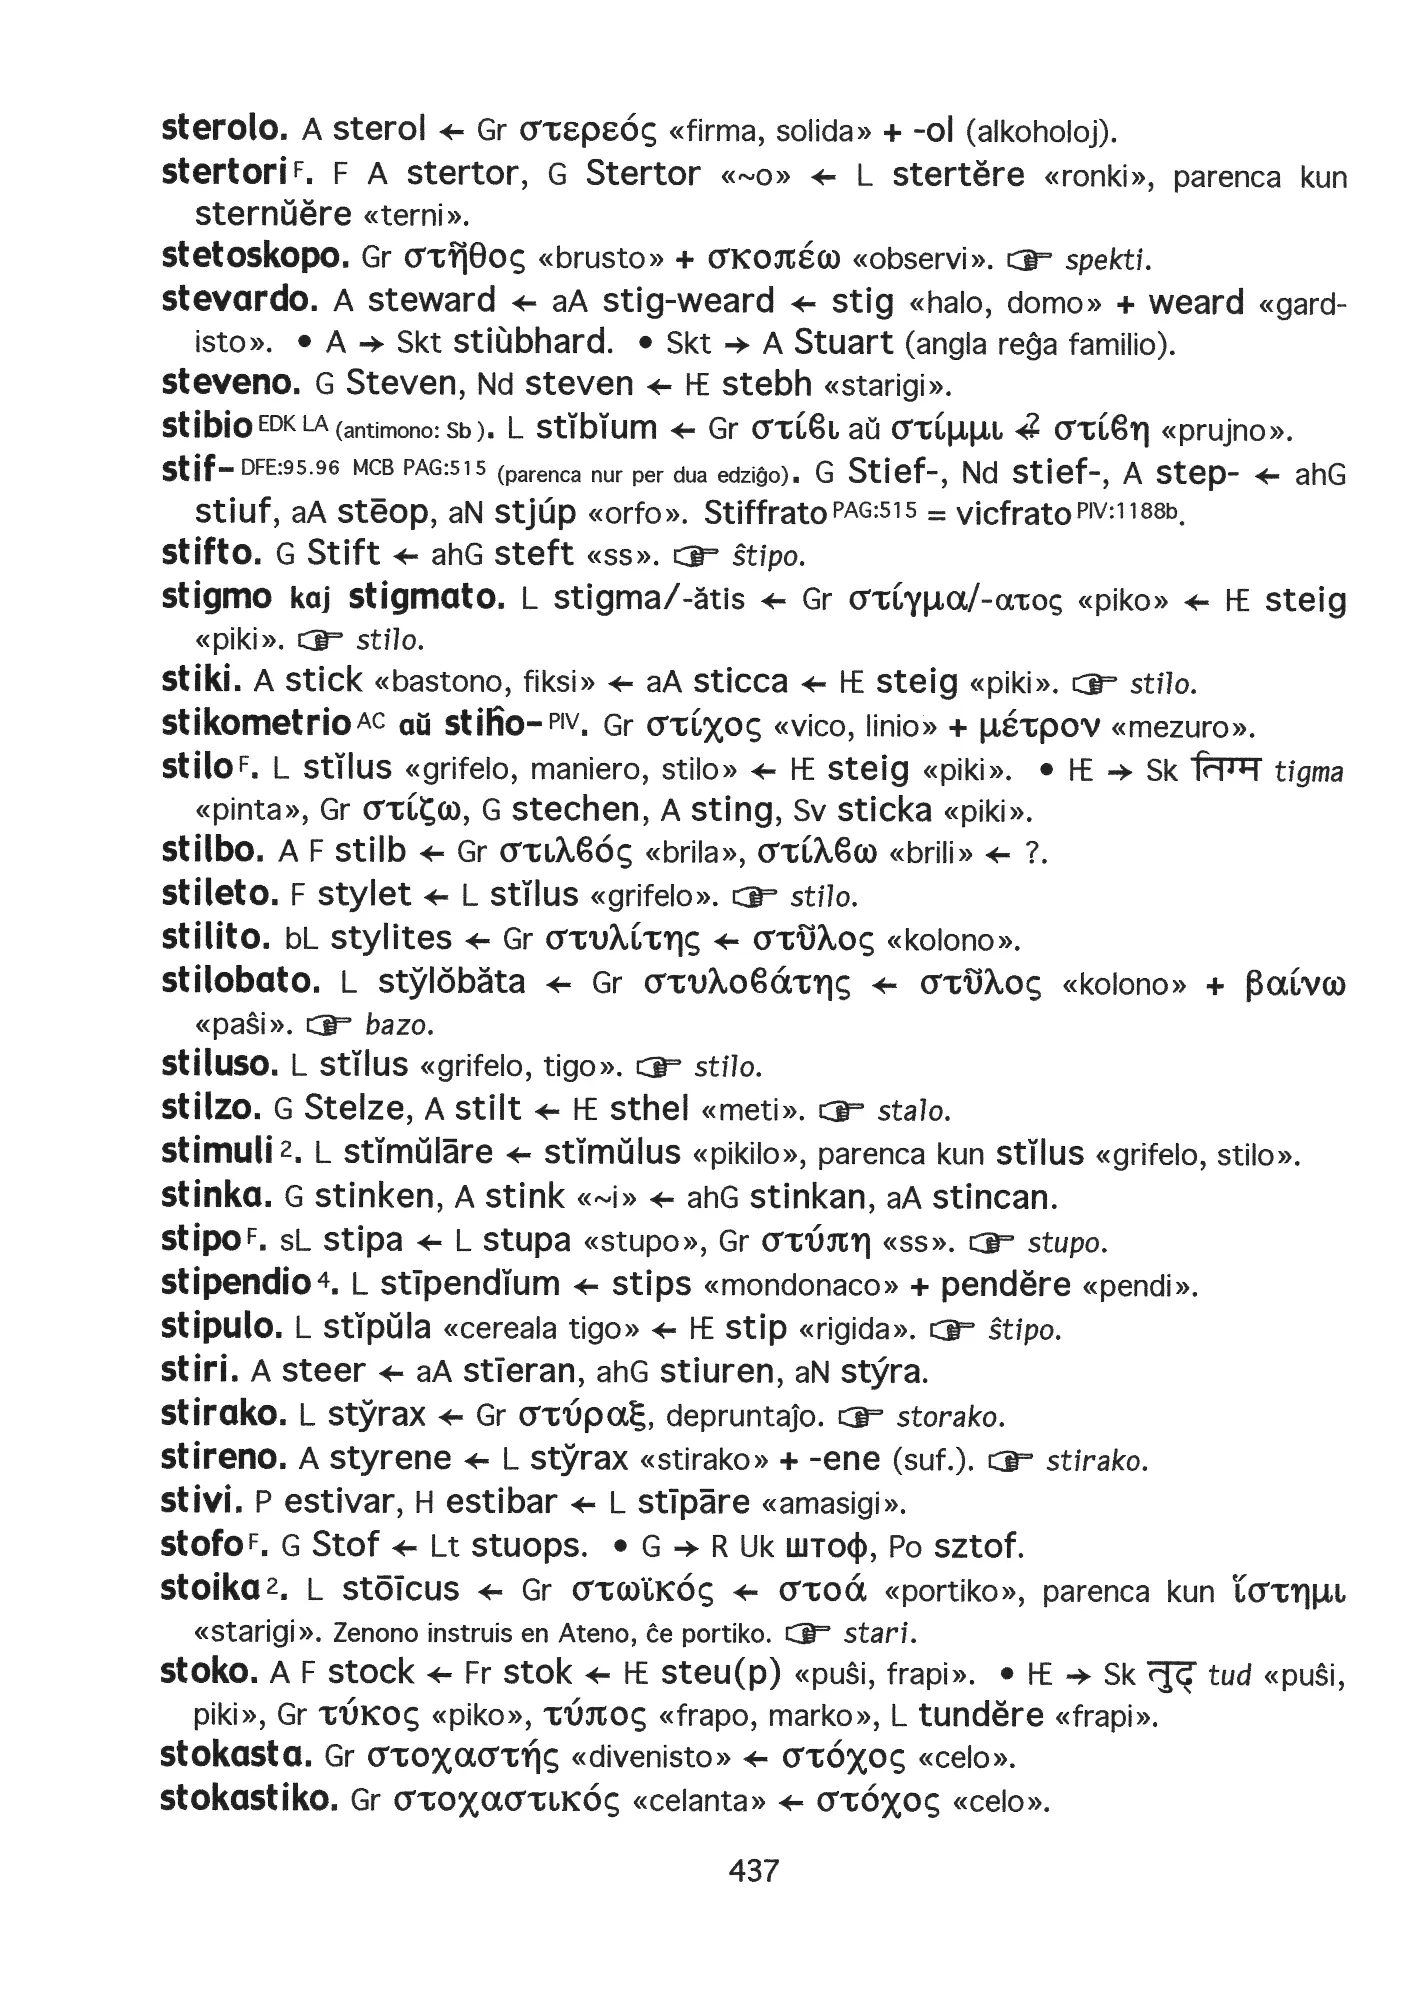 sterolo. A sterol ← Gr στερεός «firma, solida» + -ol (alkoholoj).
stertori F. F A stertor, G Stertor «~o» ← L stertĕre «ronki», parenca kun
sternŭĕre «terni».
stetoskopo. Gr στῆθος «brusto» + σκοπέω «observi». ☞ spekti.
stevardo. A steward ← aA stig-weard ← stig «halo, domo» + weard «gard-
isto». • A → Skt stiùbhard. • Skt → A Stuart (angla reĝa familio).
steveno. G Steven, Nd steven ← IE stebh «starigi».
stibio EDK LA (antimono: Sb). L stĭbĭum ← Gr στίϐι aŭ στίμμι ←? στίϐη «prujno».
stif- DFE:95.96 MCB PAG:515 (parenca nur per dua edziĝo). G Stief-, Nd stief-, A step- ← ahG
stiuf, aA stēop, aN stjúp «orfo». Stiffrato PAG:515 = vicfrato PIV:1188b.
stifto. G Stift ← ahG steft «ss». ☞ ŝtipo.
stigmo kaj stigmato. L stigma/-ătis ← Gr στίγμα/-ατος «piko» ← IE steig
«piki». ☞ stilo.
stiki. A stick «bastono, fiksi» ← aA sticca ← IE steig «piki». ☞ stilo.
stikometrio AC aŭ stiĥo- PIV. Gr στίχος «vico, linio» + μέτρον «mezuro».
stilo F. L stĭlus «grifelo, maniero, stilo» ← IE steig «piki». • IE → Sk तिग्म tigma
«pinta», Gr στίζω, G stechen, A sting, Sv sticka «piki».
stilbo. A F stilb ← Gr στιλϐός «brila», στίλϐω «brili» ← ?.
stileto. F stylet ← L stĭlus «grifelo». ☞ stilo.
stilito. bL stylites ← Gr στυλίτης ← στῦλος «kolono».
stilobato. L stȳlŏbăta ← Gr στυλοϐάτης ← στῦλος «kolono» + βαίνω
«paŝi». ☞ bazo.
stiluso. L stĭlus «grifelo, tigo». ☞ stilo.
stilzo. G Stelze, A stilt ← IE sthel «meti». ☞ stalo.
stimuli 2. L stĭmŭlāre ← stĭmŭlus «pikilo», parenca kun stĭlus «grifelo, stilo».
stinka. G stinken, A stink «~i» ← ahG stinkan, aA stincan.
stipo F. sL stipa ← L stupa «stupo», Gr στύπη «ss». ☞ stupo.
stipendio 4. L stīpendĭum ← stips «mondonaco» + pendĕre «pendi».
stipulo. L stĭpŭla «cereala tigo» ← IE stip «rigida». ☞ ŝtipo.
stiri. A steer ← aA stīeran, ahG stiuren, aN stýra.
stirako. L sty̆rax ← Gr στύραξ, depruntaĵo. ☞ storako.
stireno. A styrene ← L sty̆rax «stirako» + -ene (suf.). ☞ stirako.
stivi. P estivar, H estibar ← L stīpāre «amasigi».
stofo F. G Stof ← Lt stuops. • G → R Uk штоф, Po sztof.
stoika 2. L stōĭcus ← Gr στωϊκός ← στοά «portiko», parenca kun ἵστημι
«starigi». Zenono instruis en Ateno, ĉe portiko. ☞ stari.
stoko. A F stock ← Fr stok ← IE steu(p) «puŝi, frapi». • IE → Sk तुद् tud «puŝi,
piki», Gr τύκος «piko», τύπος «frapo, marko», L tundĕre «frapi».
stokasta. Gr στοχαστής «divenisto» ← στόχος «celo».
stokastiko. Gr στοχαστικός «celanta» ← στόχος «celo».
437